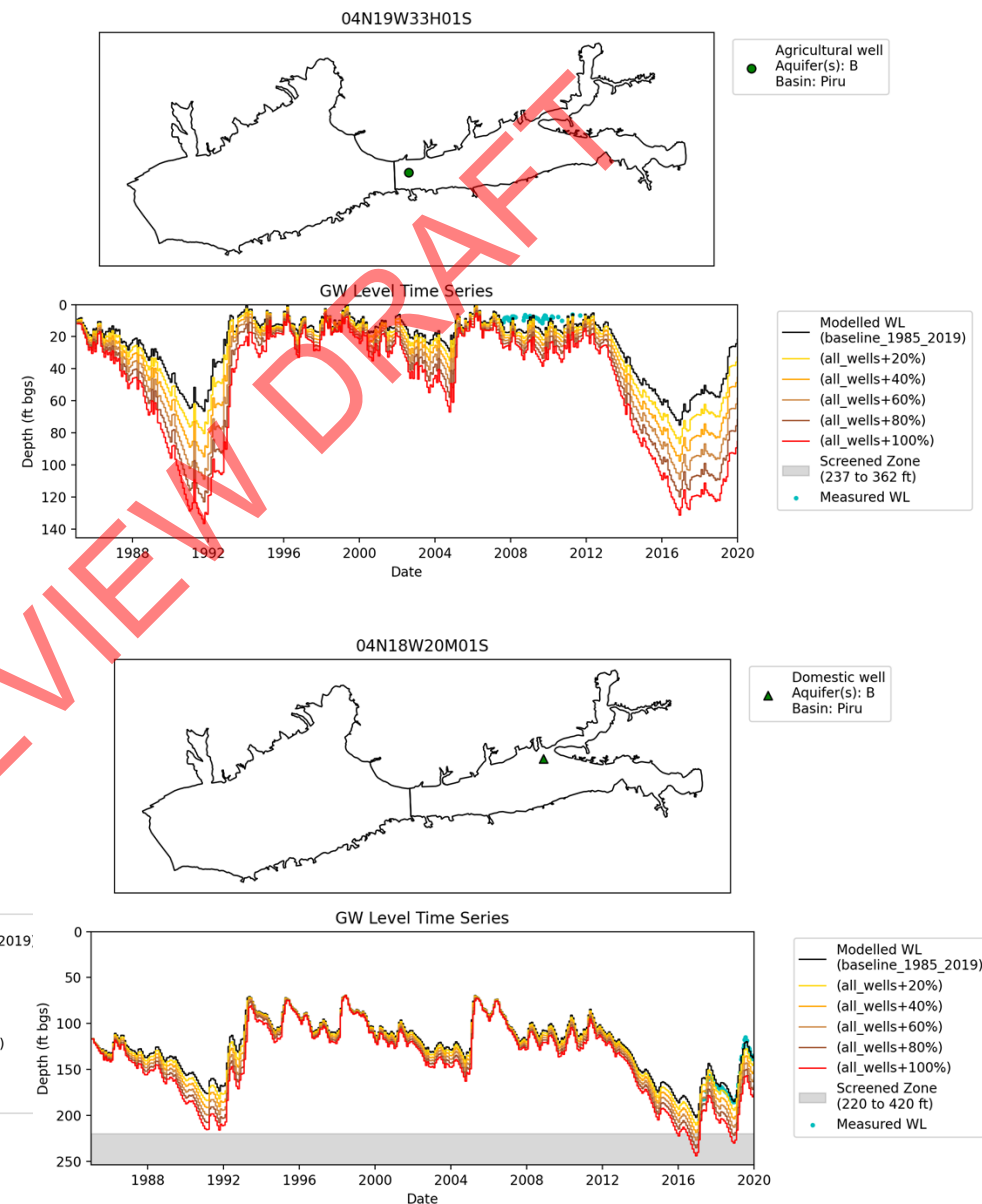 04N19W33H01S
Agricultural well
Aquifer(s): B
Basin: Piru
GW Level Time Series
Depth (ft bgs)
0
20
40
60
80
100
120
140
1988
1992
1996
2000
2004
2008
2012
2016
2020
Date
Modelled WL
(baseline_1985_2019)
(all_wells+20%)
(all_wells+40%)
(all_wells+60%)
(all_wells+80%)
(all_wells+100%)
Screened Zone
(237 to 362 ft)
Measured WL
VIEW DRAFT
04N18W20M01S
Domestic well
Aquifer(s): B
Basin: Piru
2019)
)
GW Level Time Series
Depth (ft bgs)
0
50
100
150
200
250
1988
1992
1996
2000
2004
2008
2012
2016
2020
Date
Modelled WL
(baseline_1985_2019)
(all_wells+20%)
(all_wells+40%)
(all_wells+60%)
(all_wells+80%)
(all_wells+100%)
Screened Zone
(220 to 420 ft)
Measured WL